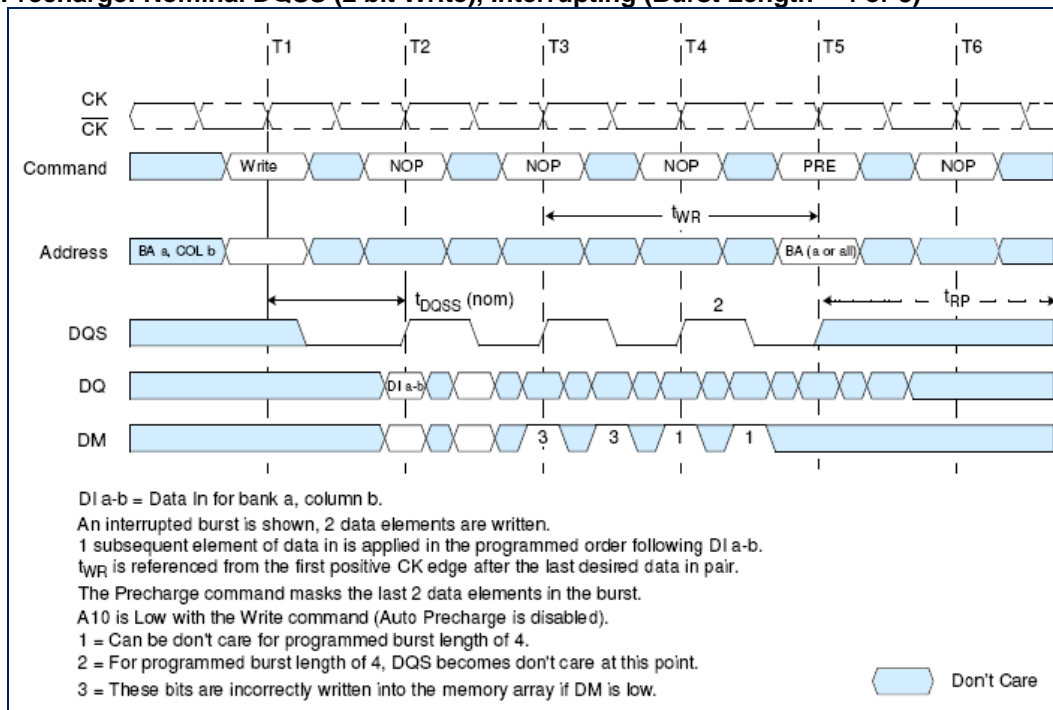 Precharge: Nominal DQSS (2 bit Write), Interrupting (Burst Length = 4 or 8)
T1 T2 T3 T4 T5 T6
CK
CK
Command Write NOP NOP NOP PRE NOP
tWR
Address BA a, COL b BA (a or all)
tDQSS (nom) 2 tRP
DQS
DQ DI a-b
DM 3 3 1 1
DI a-b = Data In for bank a, column b.
An interrupted burst is shown, 2 data elements are written.
1 subsequent element of data in is applied in the programmed order following DI a-b.
tWR is referenced from the first positive CK edge after the last desired data in pair.
The Precharge command masks the last 2 data elements in the burst.
A10 is Low with the Write command (Auto Precharge is disabled).
1 = Can be don't care for programmed burst length of 4.
2 = For programmed burst length of 4, DQS becomes don't care at this point.
3 = These bits are incorrectly written into the memory array if DM is low.
Don't Care